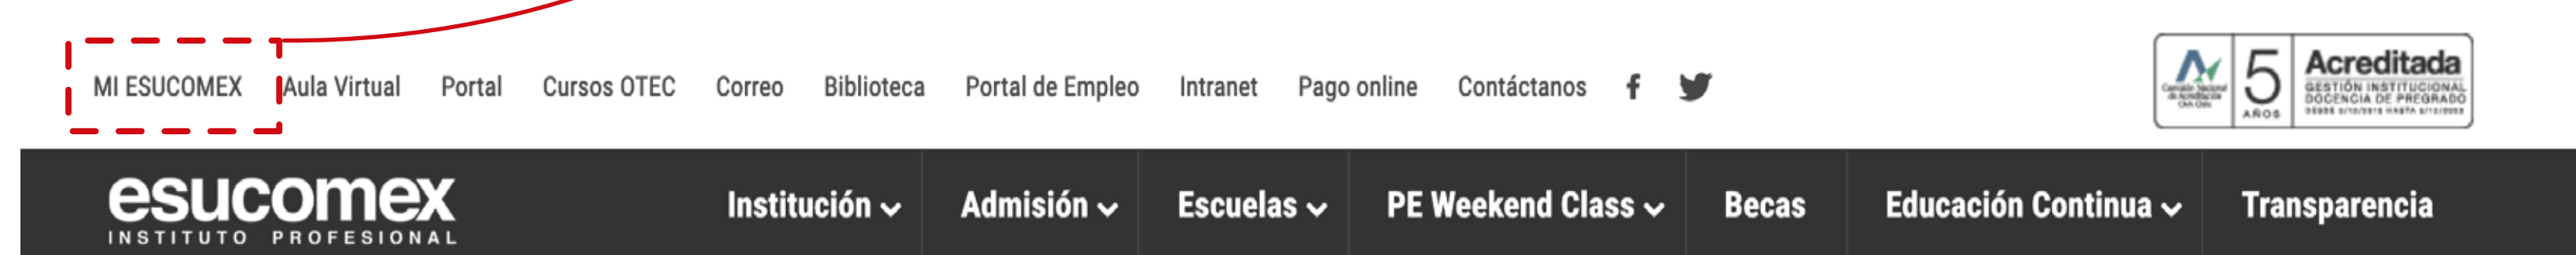 MI ESUCOMEX Aula Virtual Portal Cursos OTEC Correo Biblioteca Portal de Empleo Intranet Pago online Contáctanos
5 AÑOS
Acreditada
GESTIÓN INSTITUCIONAL
DOCENCIA DE PREGRADO
esucomex
INSTITUTO PROFESIONAL
Institución Admisión Escuelas PE Weekend Class Becas Educación Continua Transparencia